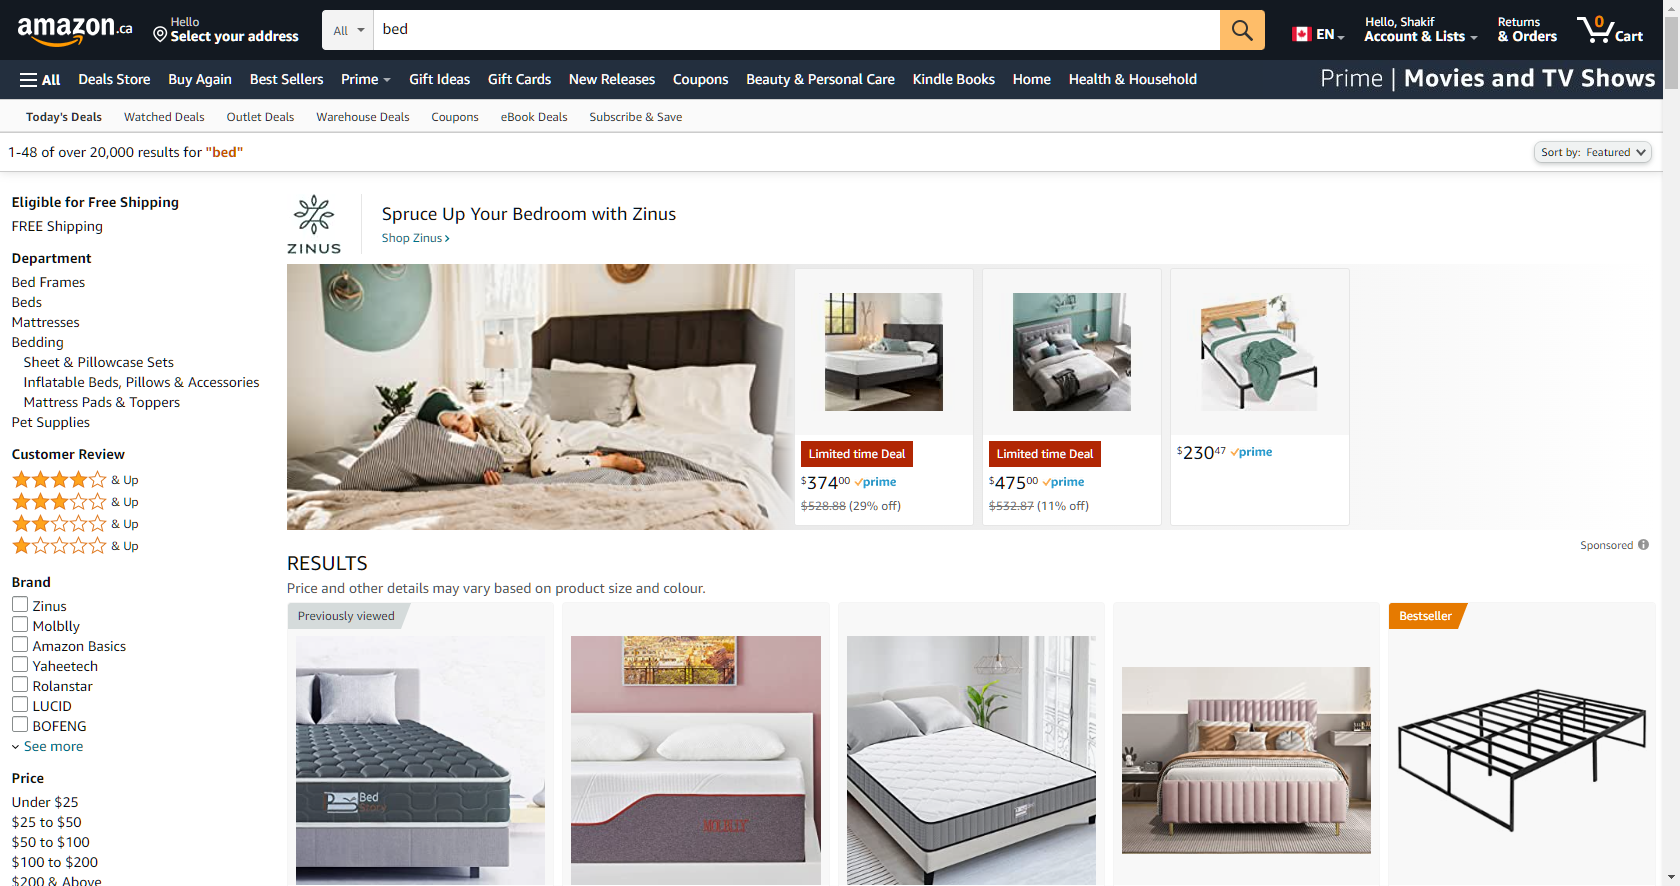 amazon.ca
Hello
Select your address
All
bed
EN
Hello, Shakif
Account & Lists
Returns
& Orders
0
Cart
All
Deals Store
Buy Again
Best Sellers
Prime
Gift Ideas
Gift Cards
New Releases
Coupons
Beauty & Personal Care
Kindle Books
Home
Health & Household
Prime | Movies and TV Shows
Today's Deals
Watched Deals
Outlet Deals
Warehouse Deals
Coupons
eBook Deals
Subscribe & Save
1-48 of over 20,000 results for "bed"
Sort by: Featured
Eligible for Free Shipping
FREE Shipping
Department
Bed Frames
Beds
Mattresses
Bedding
Sheet & Pillowcase Sets
Inflatable Beds, Pillows & Accessories
Mattress Pads & Toppers
Pet Supplies
Customer Review
& Up
& Up
& Up
& Up
Brand
Zinus
Molblly
Amazon Basics
Yaheetech
Rolanstar
LUCID
BOFENG
See more
Price
Under $25
$25 to $50
$50 to $100
$100 to $200
$200 & Above
ZINUS
Spruce Up Your Bedroom with Zinus
Shop Zinus ›
Limited time Deal
$37400 prime
$528.88 (29% off)
Limited time Deal
$47500 prime
$532.87 (11% off)
$23047 prime
Sponsored
RESULTS
Price and other details may vary based on product size and colour.
Previously viewed
Bestseller
Bed
Story
MOLBLLY